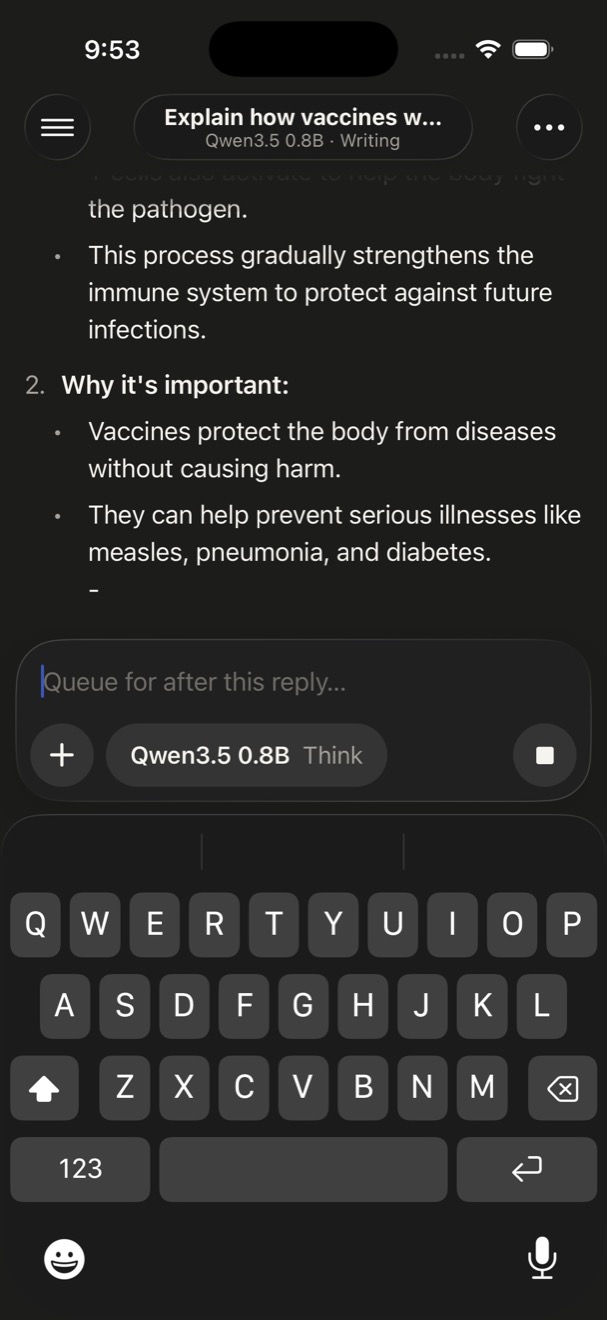 9:53
Explain how vaccines w...
Qwen3.5 0.8B · Writing
the pathogen.
• This process gradually strengthens the
immune system to protect against future
infections.
2. Why it's important:
• Vaccines protect the body from diseases
without causing harm.
• They can help prevent serious illnesses like
measles, pneumonia, and diabetes.
-
Queue for after this reply...
Qwen3.5 0.8B Think
Q W E R T Y U I O P
A S D F G H J K L
Z X C V B N M
123